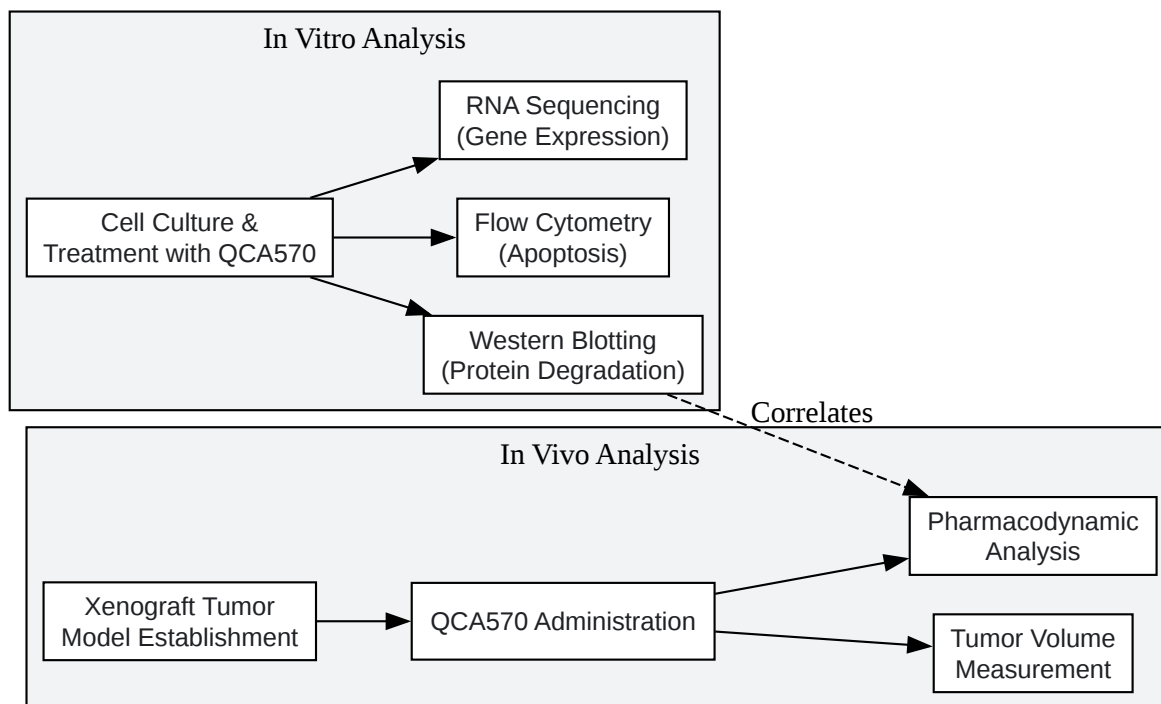 In Vitro Analysis
RNA Sequencing
(Gene Expression)
Cell Culture &
Treatment with QCA570
Flow Cytometry
(Apoptosis)
Western Blotting
(Protein Degradation)
Correlates
In Vivo Analysis
Pharmacodynamic
Analysis
Xenograft Tumor
Model Establishment
QCA570 Administration
Tumor Volume
Measurement